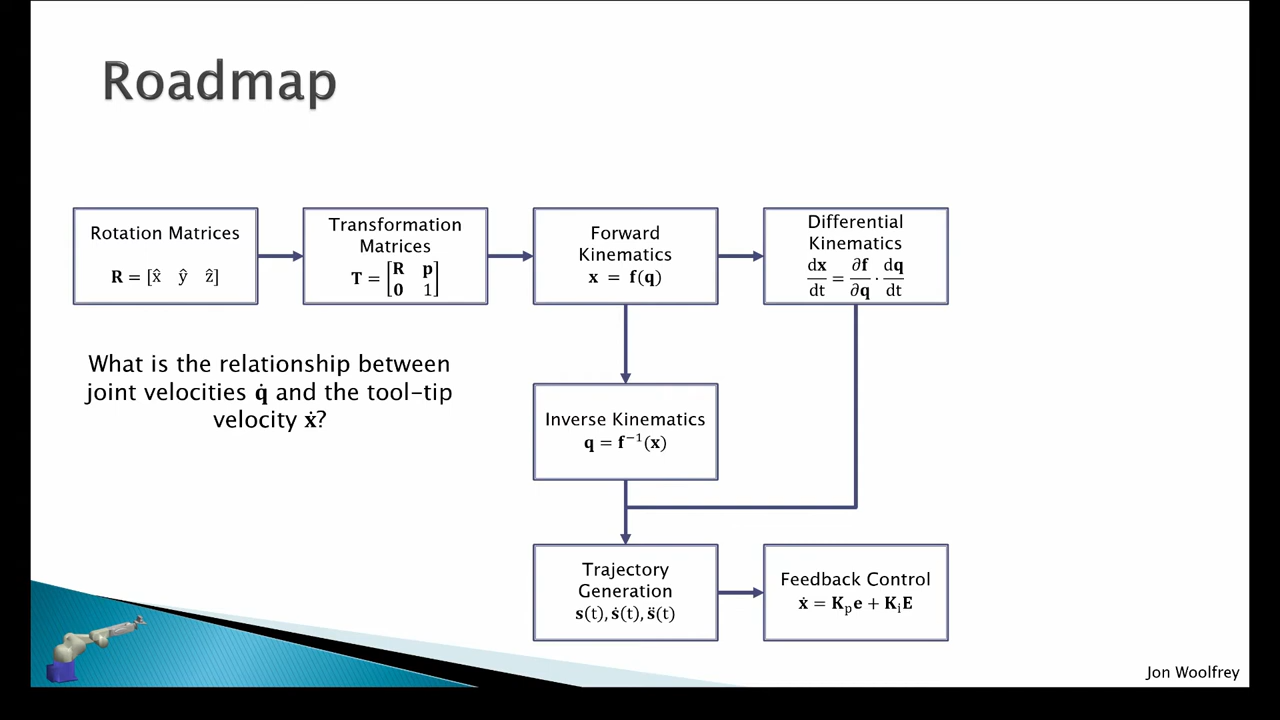 Roadmap
Rotation Matrices
𝐑 = [x̂ ŷ ẑ]
Transformation
Matrices
𝐓 = [𝐑 𝐩
𝟎 1]
Forward
Kinematics
𝐱 = 𝐟(𝐪)
Differential
Kinematics
d𝐱/dt = ∂𝐟/∂𝐪 · d𝐪/dt
What is the relationship between
joint velocities 𝐪̇ and the tool-tip
velocity 𝐱̇?
Inverse Kinematics
𝐪 = 𝐟⁻¹(𝐱)
Trajectory
Generation
𝐬(t), 𝐬̇(t), 𝐬̈(t)
Feedback Control
𝐱̇ = 𝐊ₚ𝐞 + 𝐊ᵢ𝐄
Jon Woolfrey